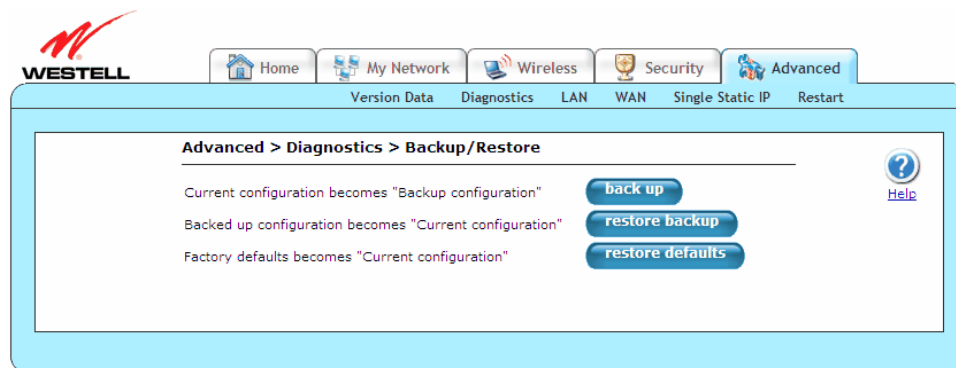 WESTELL
Home My Network Wireless Security Advanced
Version Data Diagnostics LAN WAN Single Static IP Restart
Advanced > Diagnostics > Backup/Restore
Help
Current configuration becomes "Backup configuration" back up
Backed up configuration becomes "Current configuration" restore backup
Factory defaults becomes "Current configuration" restore defaults